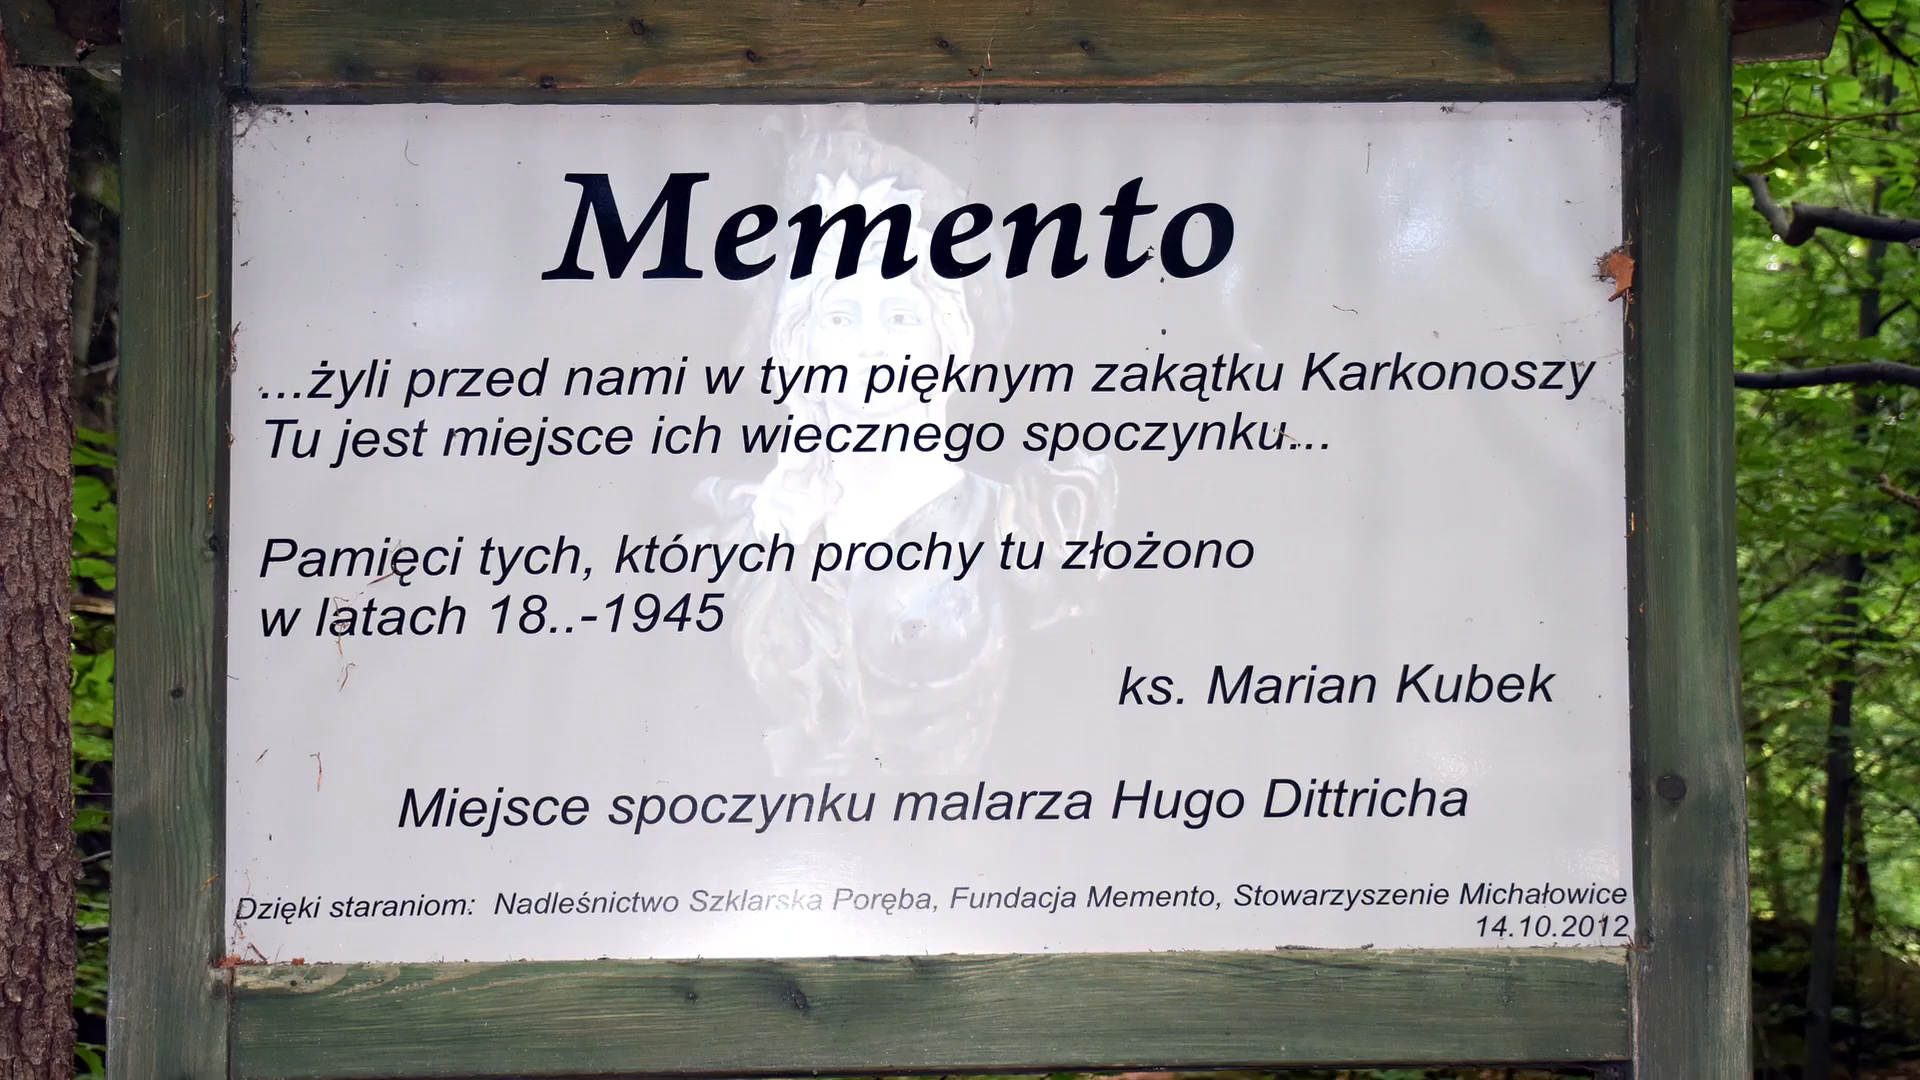 Memento
...żyli przed nami w tym pięknym zakątku Karkonoszy
Tu jest miejsce ich wiecznego spoczynku...
Pamięci tych, których prochy tu złożono
w latach 18..-1945
ks. Marian Kubek
Miejsce spoczynku malarza Hugo Dittricha
Dzięki staraniom: Nadleśnictwo Szklarska Poręba, Fundacja Memento, Stowarzyszenie Michałowice
14.10.2012